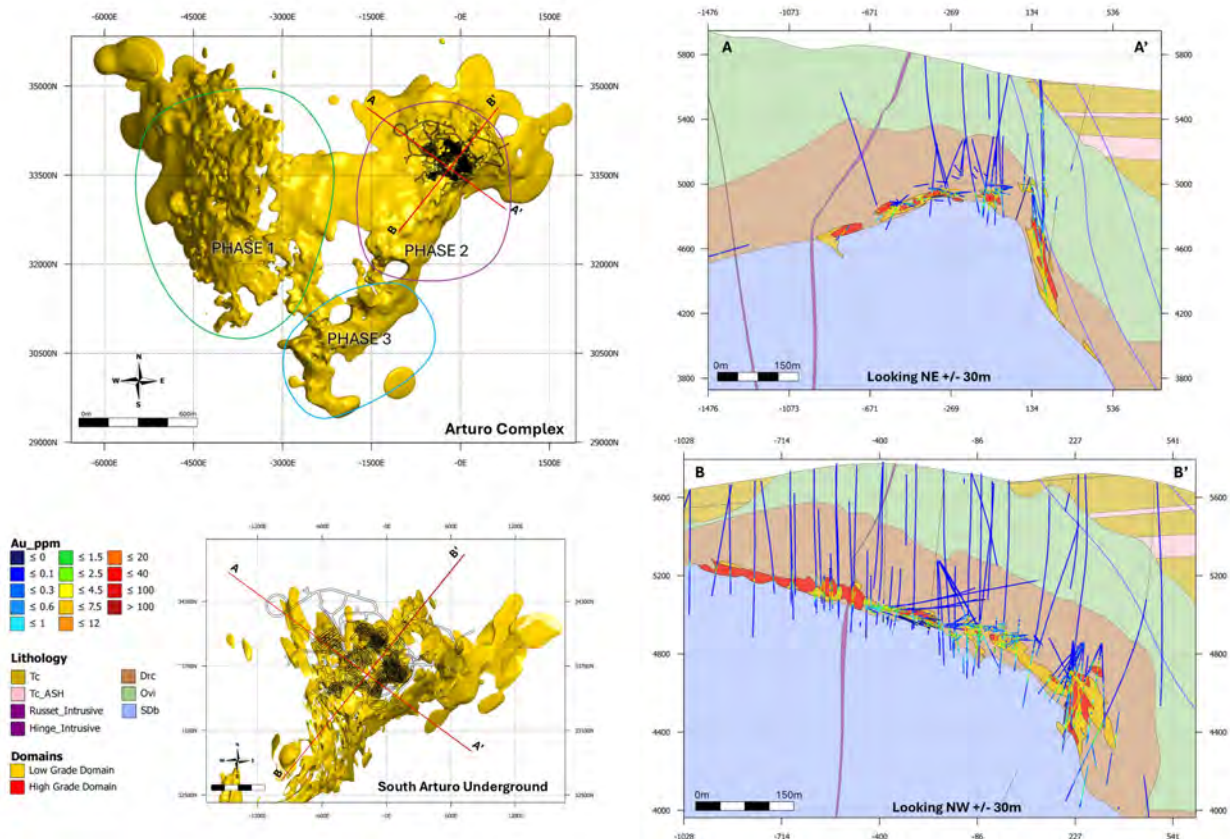 -6000E -4500E -3000E -1500E -0E 1500E
35000N 35000N
33500N 33500N
32000N 32000N
30500N 30500N
29000N 29000N
A B'
B A'
PHASE 1
PHASE 2
PHASE 3
N
W E
S
0m 600m
Arturo Complex
-6000E -4500E -3000E -1500E -0E 1500E
-1476 -1073 -671 -269 134 536
A A'
5800 5800
5400 5400
5000 5000
4600 4600
4200 4200
3800 3800
0m 150m
Looking NE +/- 30m
-1476 -1073 -671 -269 134 536
Au_ppm
≤ 0 ≤ 1.5 ≤ 20
≤ 0.1 ≤ 2.5 ≤ 40
≤ 0.3 ≤ 4.5 ≤ 100
≤ 0.6 ≤ 7.5 > 100
≤ 1 ≤ 12
Lithology
Tc Drc
Tc_ASH Ovi
Russet_Intrusive SDb
Hinge_Intrusive
Domains
Low Grade Domain
High Grade Domain
A B'
B A'
South Arturo Underground
-1028 -714 -400 -86 227 541
B B'
5600 5600
5200 5200
4800 4800
4400 4400
4000 4000
0m 150m
Looking NW +/- 30m
-1028 -714 -400 -86 227 541